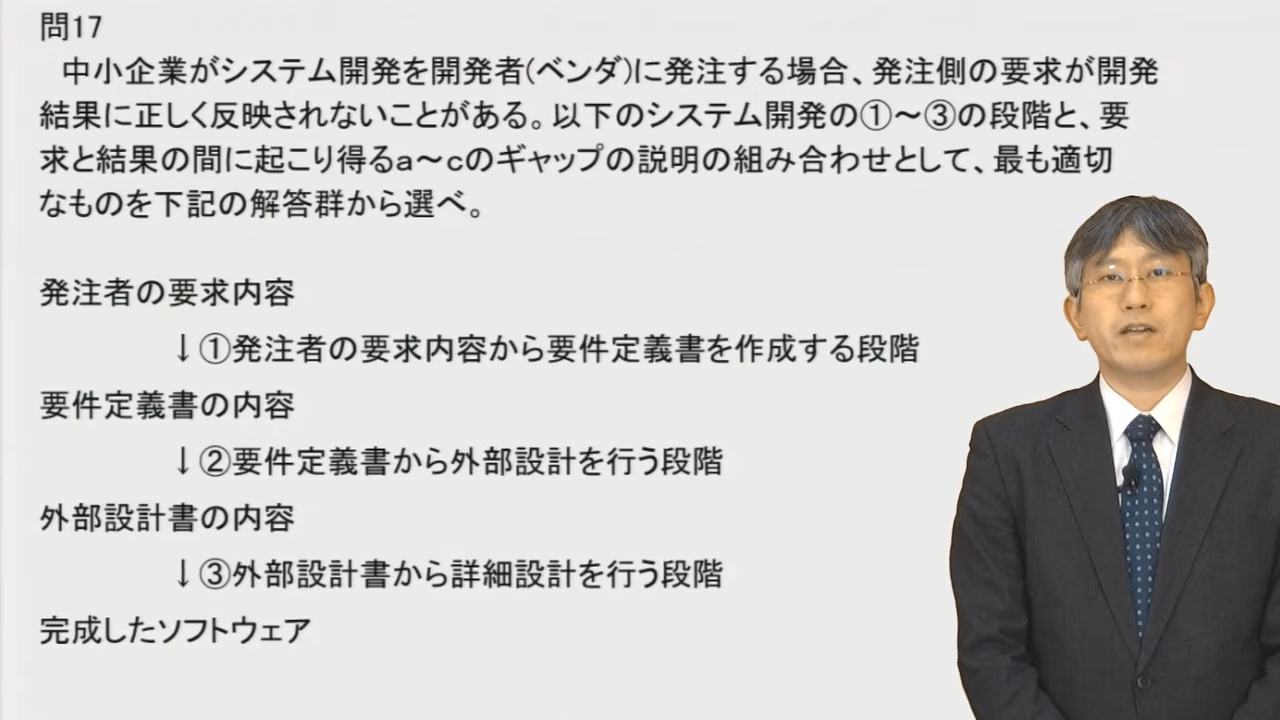 問17
中小企業がシステム開発を開発者(ベンダ)に発注する場合、発注側の要求が開発
結果に正しく反映されないことがある。以下のシステム開発の①～③の段階と、要
求と結果の間に起こり得るa～cのギャップの説明の組み合わせとして、最も適切
なものを下記の解答群から選べ。
発注者の要求内容
↓①発注者の要求内容から要件定義書を作成する段階
要件定義書の内容
↓②要件定義書から外部設計を行う段階
外部設計書の内容
↓③外部設計書から詳細設計を行う段階
完成したソフトウェア